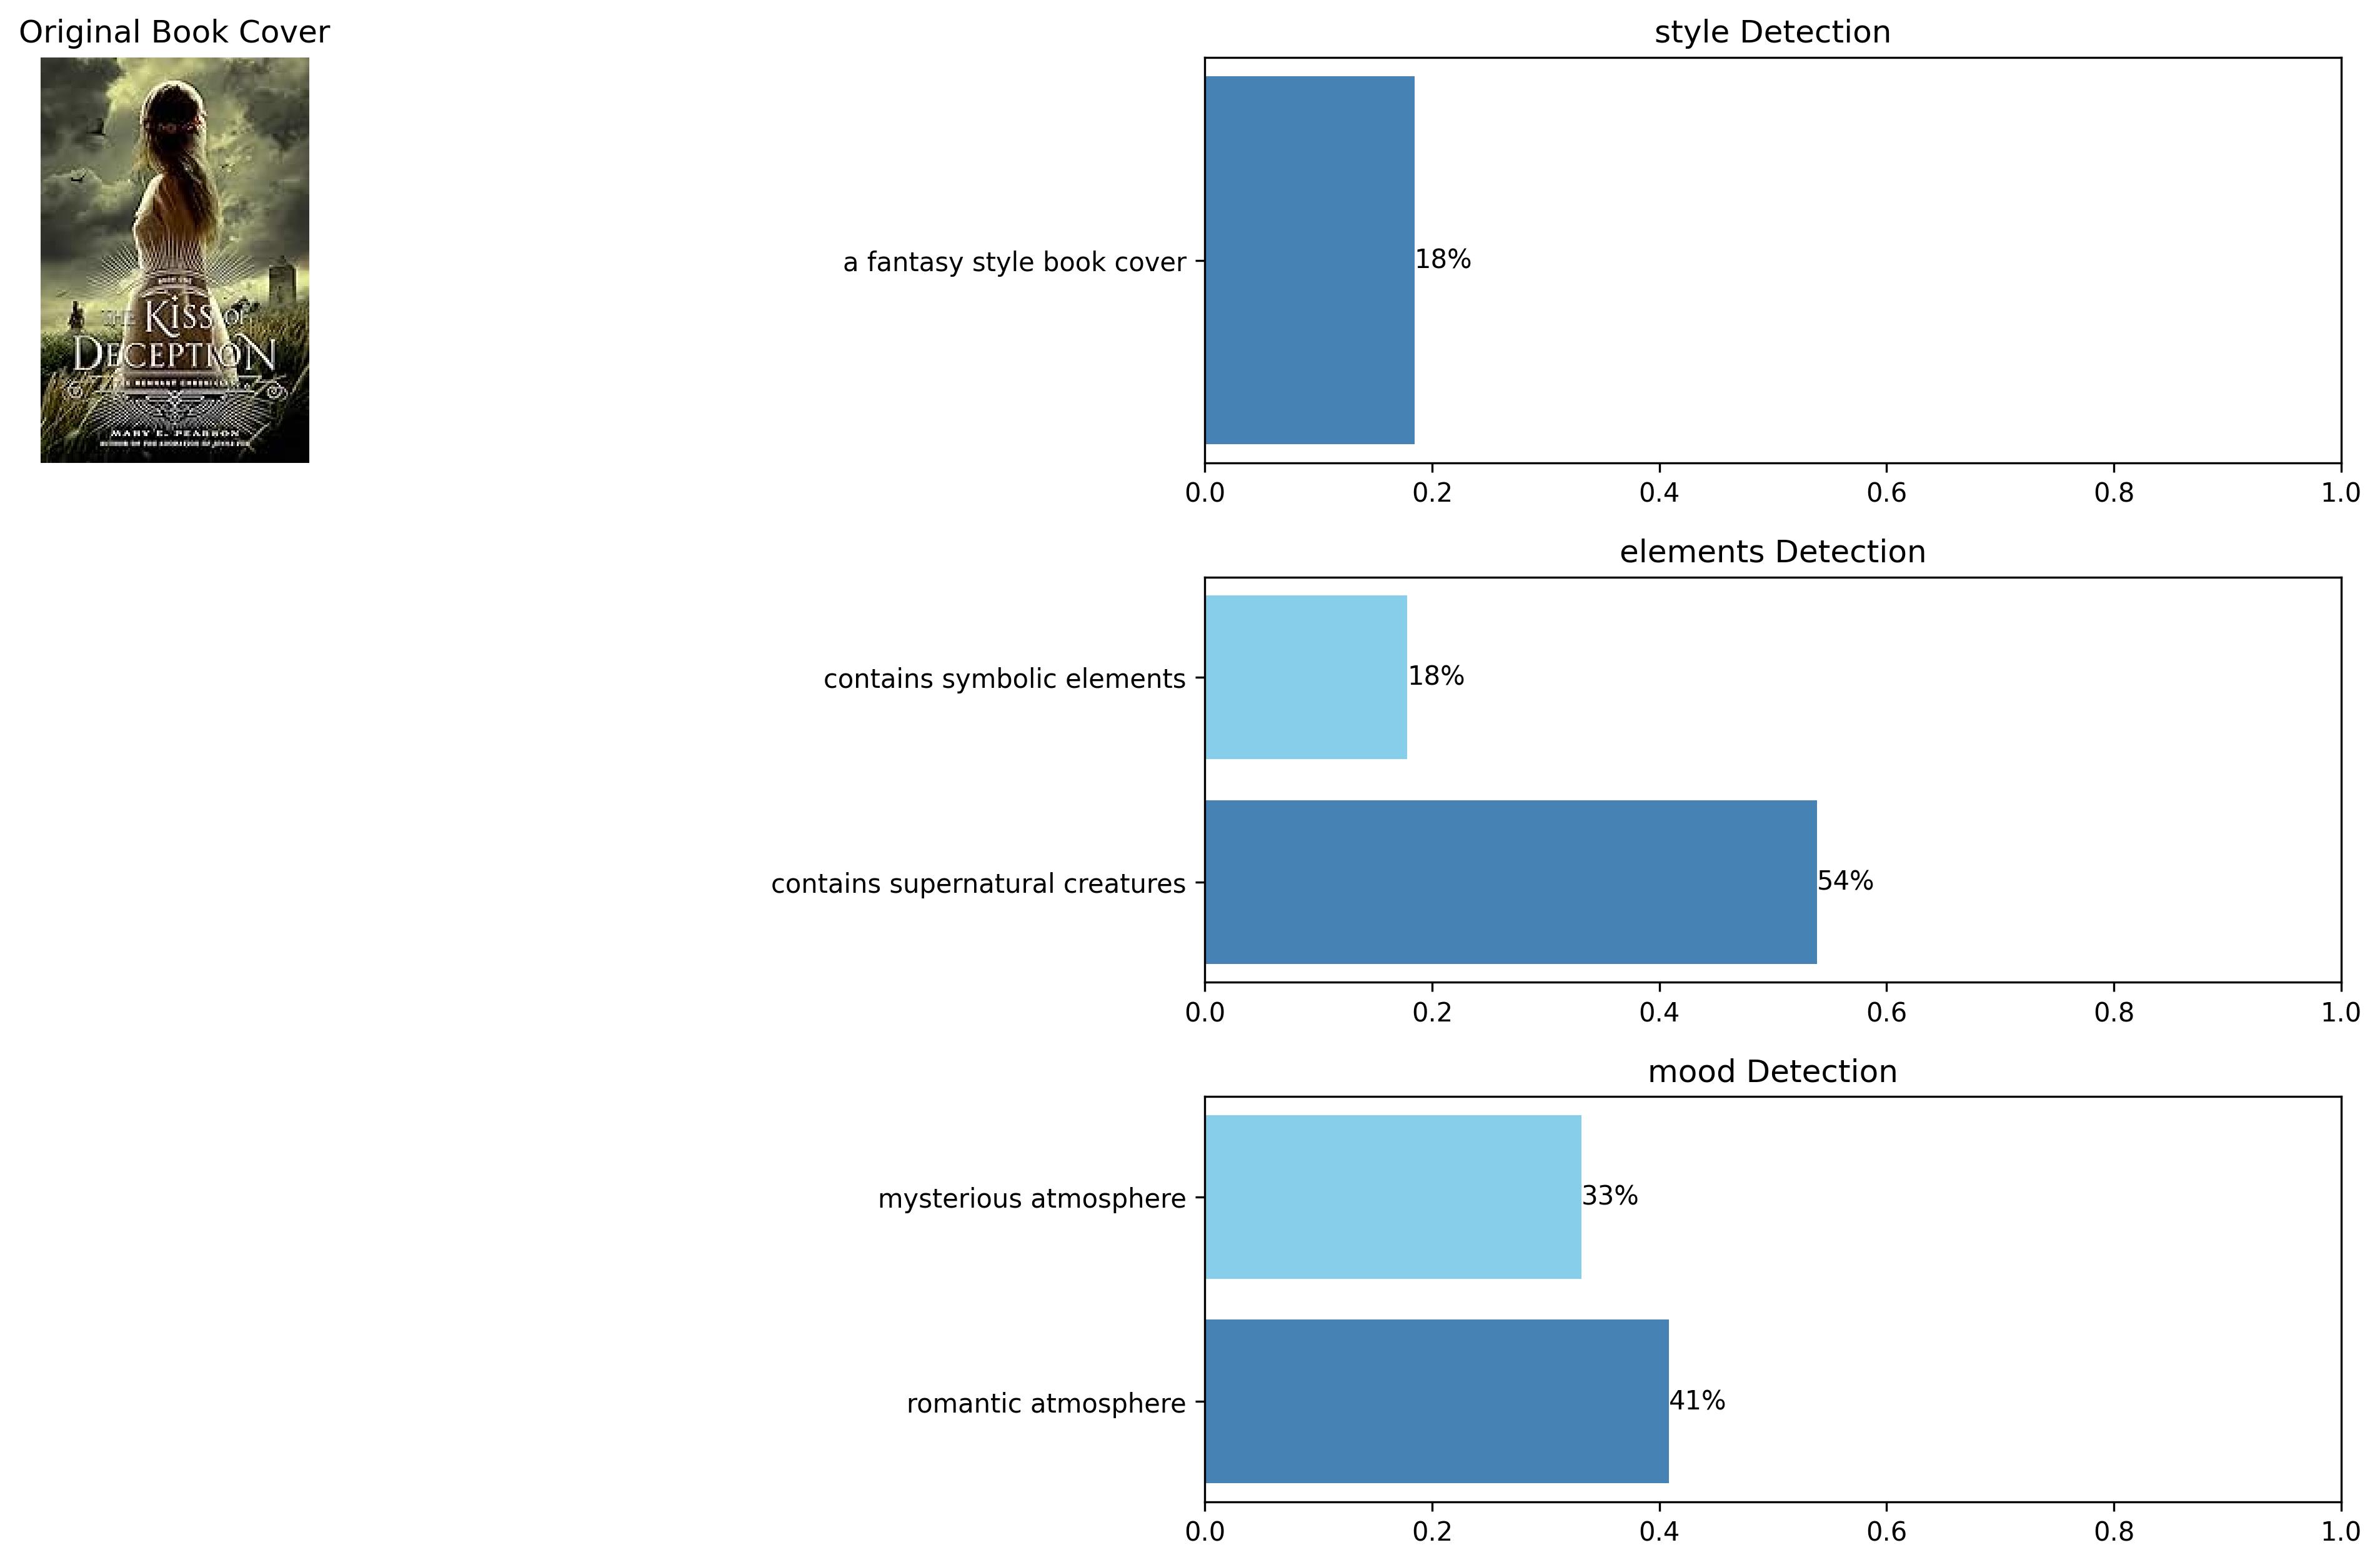 Original Book Cover
BOOK ONE
THE KISS OF
DECEPTION
MARY E. PEARSON
style Detection
a fantasy style book cover
18%
0.0 0.2 0.4 0.6 0.8 1.0
elements Detection
contains symbolic elements
18%
contains supernatural creatures
54%
0.0 0.2 0.4 0.6 0.8 1.0
mood Detection
mysterious atmosphere
33%
romantic atmosphere
41%
0.0 0.2 0.4 0.6 0.8 1.0